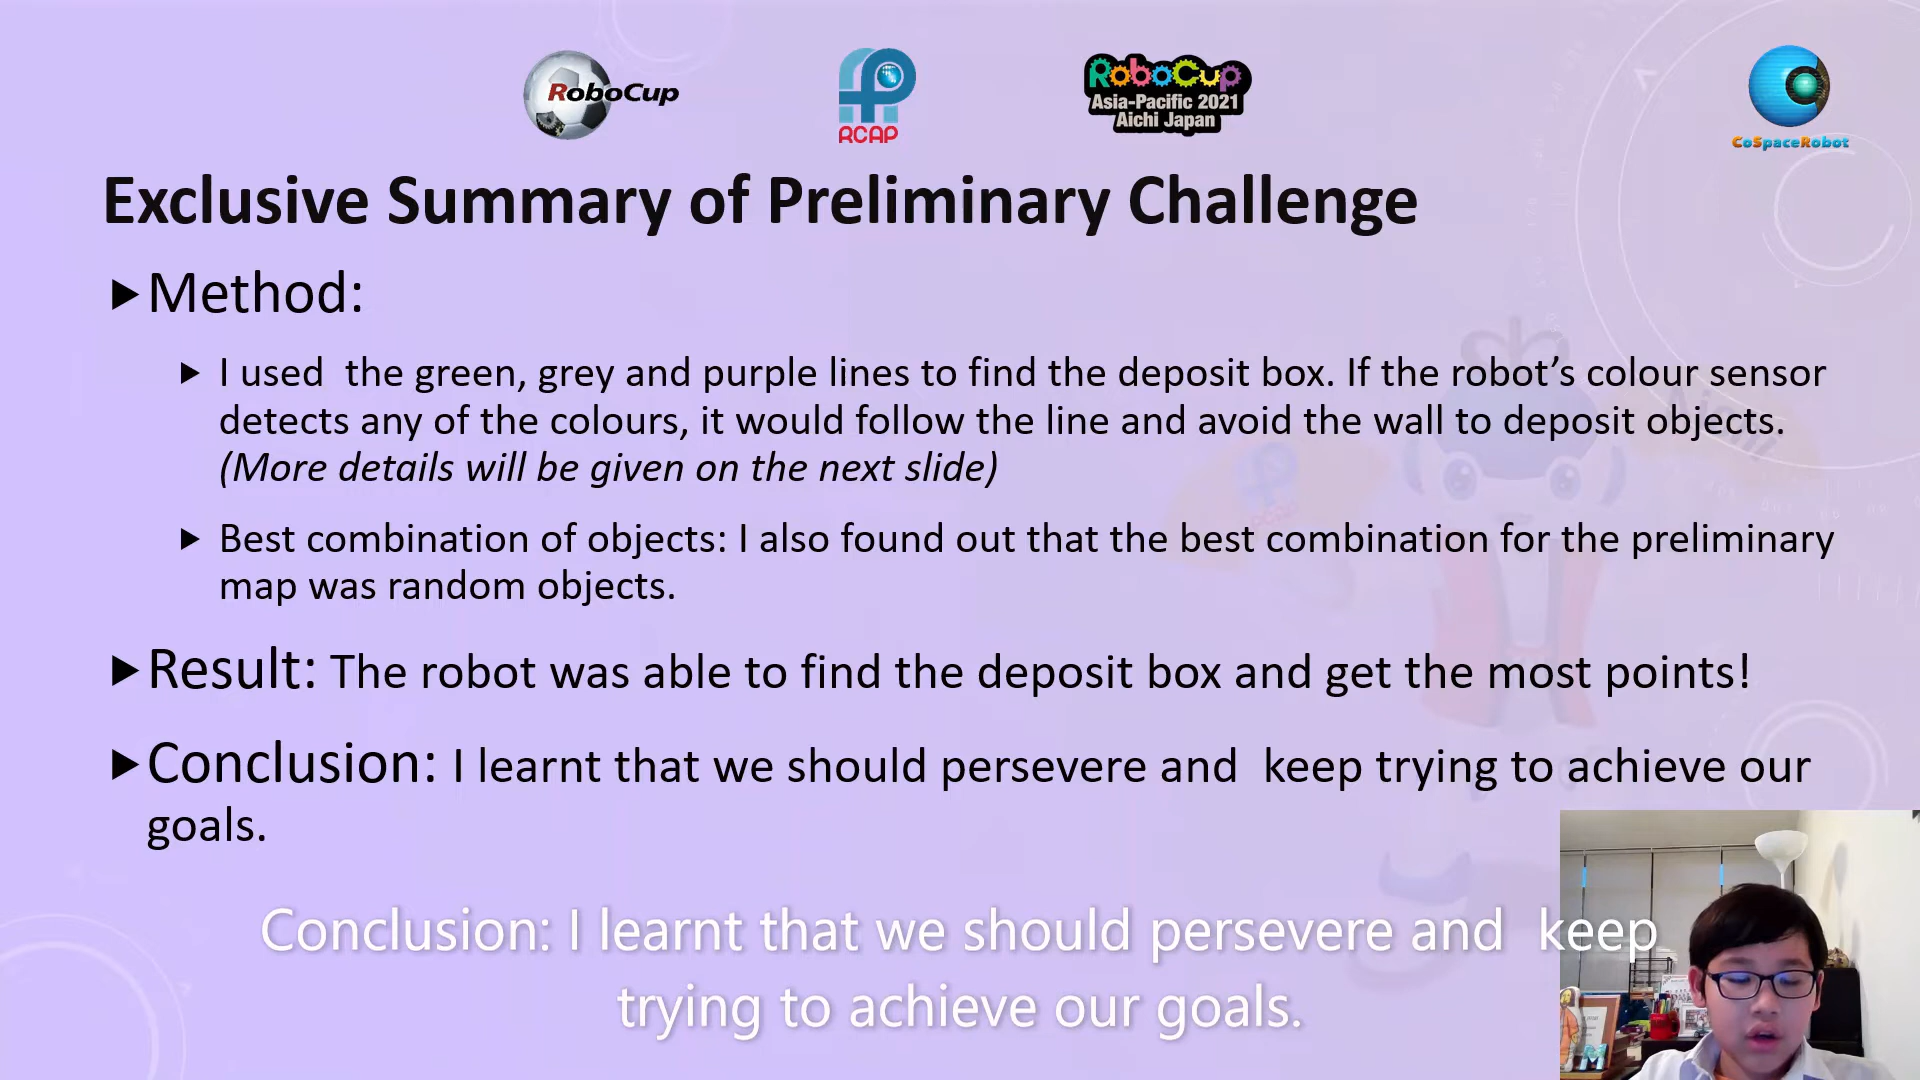 RoboCup
RCAP
RoboCup
Asia-Pacific 2021
Aichi Japan
CoSpaceRobot
Exclusive Summary of Preliminary Challenge
Method:
I used  the green, grey and purple lines to find the deposit box. If the robot’s colour sensor
detects any of the colours, it would follow the line and avoid the wall to deposit objects.
(More details will be given on the next slide)
Best combination of objects: I also found out that the best combination for the preliminary
map was random objects.
Result: The robot was able to find the deposit box and get the most points!
Conclusion: I learnt that we should persevere and  keep trying to achieve our
goals.
Conclusion: I learnt that we should persevere and  keep
trying to achieve our goals.